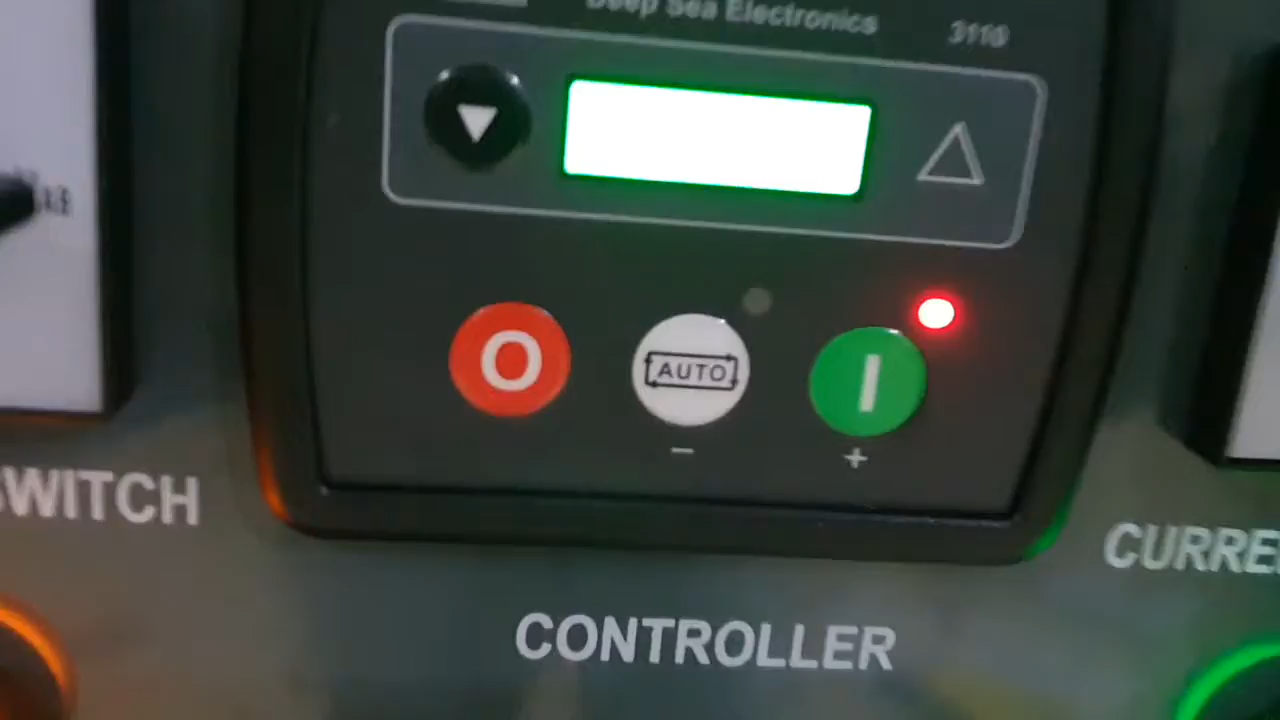 Deep Sea Electronics
3110
O
AUTO
I
- +
SWITCH
CURRE
CONTROLLER